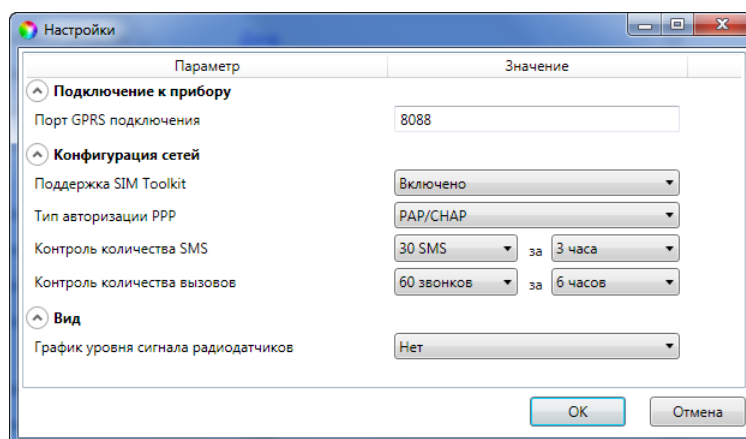 Настройки
Параметр Значение
Подключение к прибору
Порт GPRS подключения 8088
Конфигурация сетей
Поддержка SIM Toolkit Включено
Тип авторизации PPP PAP/CHAP
Контроль количества SMS 30 SMS за 3 часа
Контроль количества вызовов 60 звонков за 6 часов
Вид
График уровня сигнала радиодатчиков Нет
OK Отмена